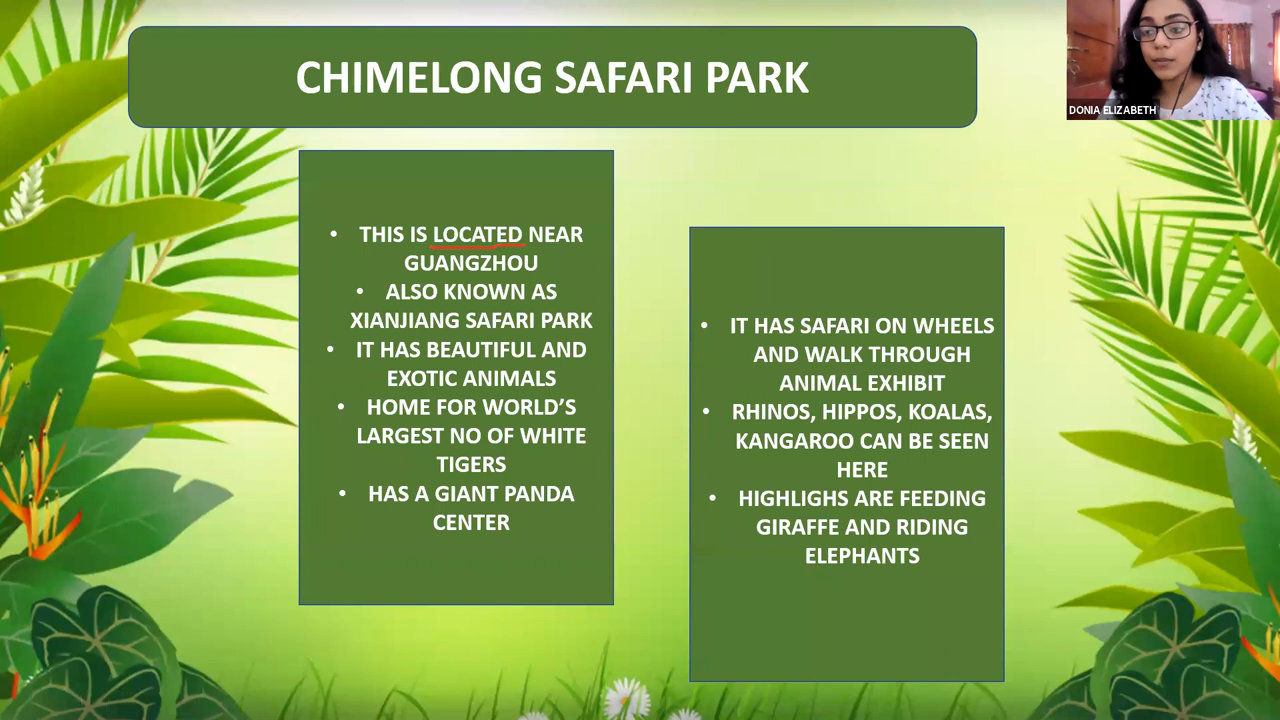 CHIMELONG SAFARI PARK
DONIA ELIZABETH
• THIS IS LOCATED NEAR
GUANGZHOU
• ALSO KNOWN AS
XIANJIANG SAFARI PARK
• IT HAS BEAUTIFUL AND
EXOTIC ANIMALS
• HOME FOR WORLD’S
LARGEST NO OF WHITE
TIGERS
• HAS A GIANT PANDA
CENTER
• IT HAS SAFARI ON WHEELS
AND WALK THROUGH
ANIMAL EXHIBIT
• RHINOS, HIPPOS, KOALAS,
KANGAROO CAN BE SEEN
HERE
• HIGHLIGHS ARE FEEDING
GIRAFFE AND RIDING
ELEPHANTS